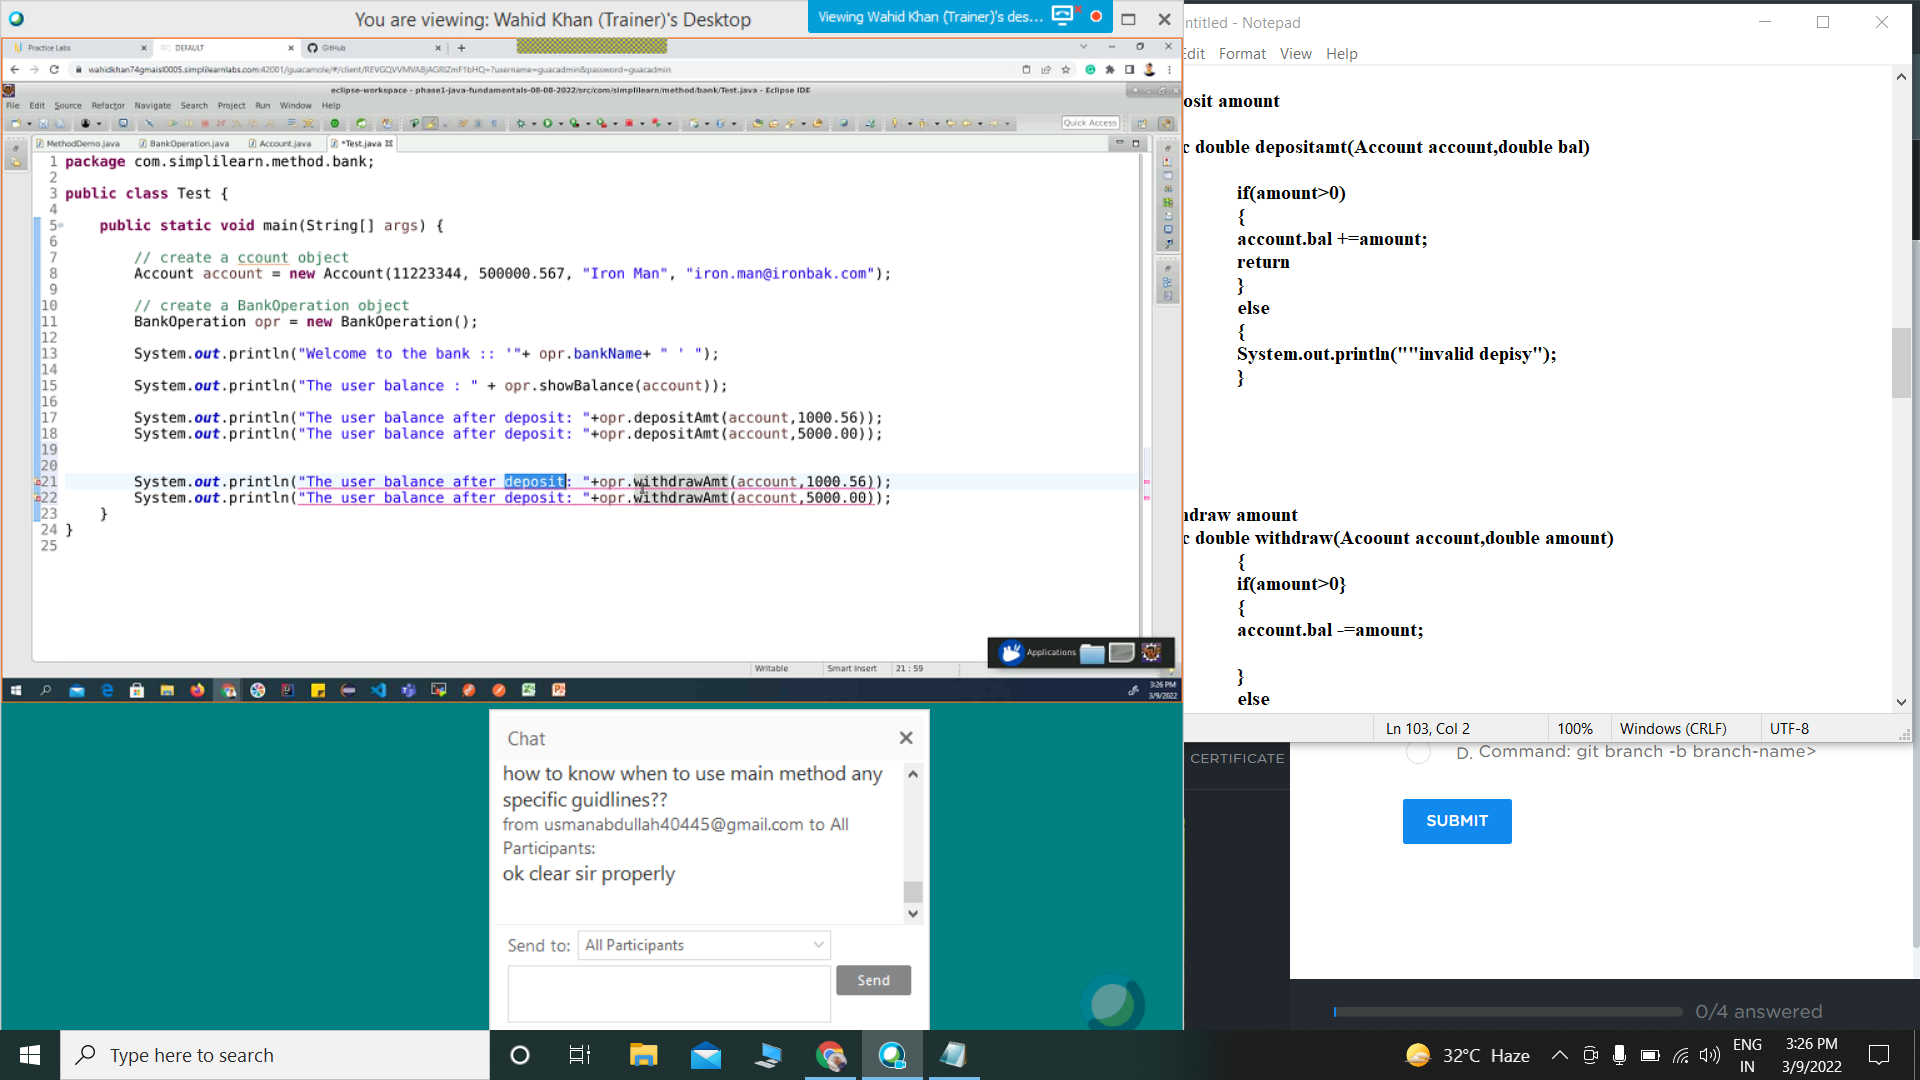 You are viewing: Wahid Khan (Trainer)'s Desktop
Viewing Wahid Khan (Trainer)'s des...
Practice Labs
DEFAULT
GitHub
eclipse-workspace - phase1-java-fundamentals-08-08-2022/src/com/simplilearn/method/bank/Test.java - Eclipse IDE
File Edit Source Refactor Navigate Search Project Run Window Help
Quick Access
MethodDemo.java
BankOperation.java
Account.java
*Test.java
1 package com.simplilearn.method.bank;
2
3 public class Test {
4
5 public static void main(String[] args) {
6
7 // create a ccount object
8 Account account = new Account(11223344, 500000.567, "Iron Man", "iron.man@ironbak.com");
9
10 // create a BankOperation object
11 BankOperation opr = new BankOperation();
12
13 System.out.println("Welcome to the bank :: '"+ opr.bankName+ " ' ");
14
15 System.out.println("The user balance : " + opr.showBalance(account));
16
17 System.out.println("The user balance after deposit: "+opr.depositAmt(account,1000.56));
18 System.out.println("The user balance after deposit: "+opr.depositAmt(account,5000.00));
19
20
21 System.out.println("The user balance after deposit: "+opr.withdrawAmt(account,1000.56));
22 System.out.println("The user balance after deposit: "+opr.withdrawAmt(account,5000.00));
23 }
24 }
25
Applications
Writable
Smart Insert
21 : 59
3:26 PM
3/9/2022
ntitled - Notepad
Edit Format View Help
osit amount
c double depositamt(Account account,double bal)
if(amount>0)
{
account.bal +=amount;
return
}
else
{
System.out.println(""invalid depisy");
}
hdraw amount
c double withdraw(Acoount account,double amount)
{
if(amount>0}
{
account.bal -=amount;
}
else
Ln 103, Col 2
100%
Windows (CRLF)
UTF-8
CERTIFICATE
D. Command: git branch -b branch-name>
SUBMIT
0/4 answered
Chat
how to know when to use main method any
specific guidlines??
from usmanabdullah40445@gmail.com to All
Participants:
ok clear sir properly
Send to:
All Participants
Send
Type here to search
32°C Haze
ENG
IN
3:26 PM
3/9/2022